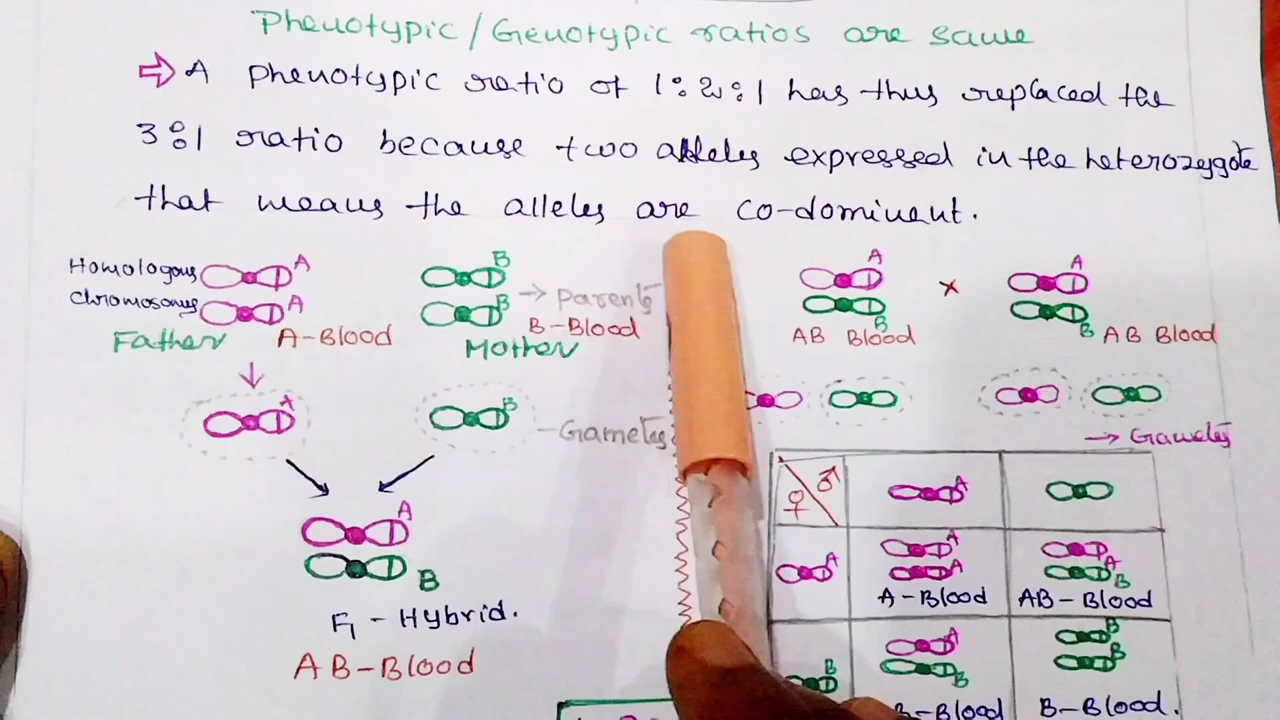 Phenotypic/Genotypic ratios are same
⇒ A phenotypic ratio of 1:2:1 has thus replaced the
3:1 ratio because two alleles expressed in the heterozygote
that means the alleles are co-dominent.
Homologous
Chromosomes
A
A
Father
A-Blood
B
B
→ Parents
B-Blood
Mother
A
B
AB Blood
×
A
B
AB Blood
A
B
-Gametes
→ Gametes
A
B
F1 - Hybrid.
AB-Blood
♀ ♂
A
A
A
A
A-Blood
A
B
AB-Blood
B
A
B
B-Blood
B
B
B-Blood.